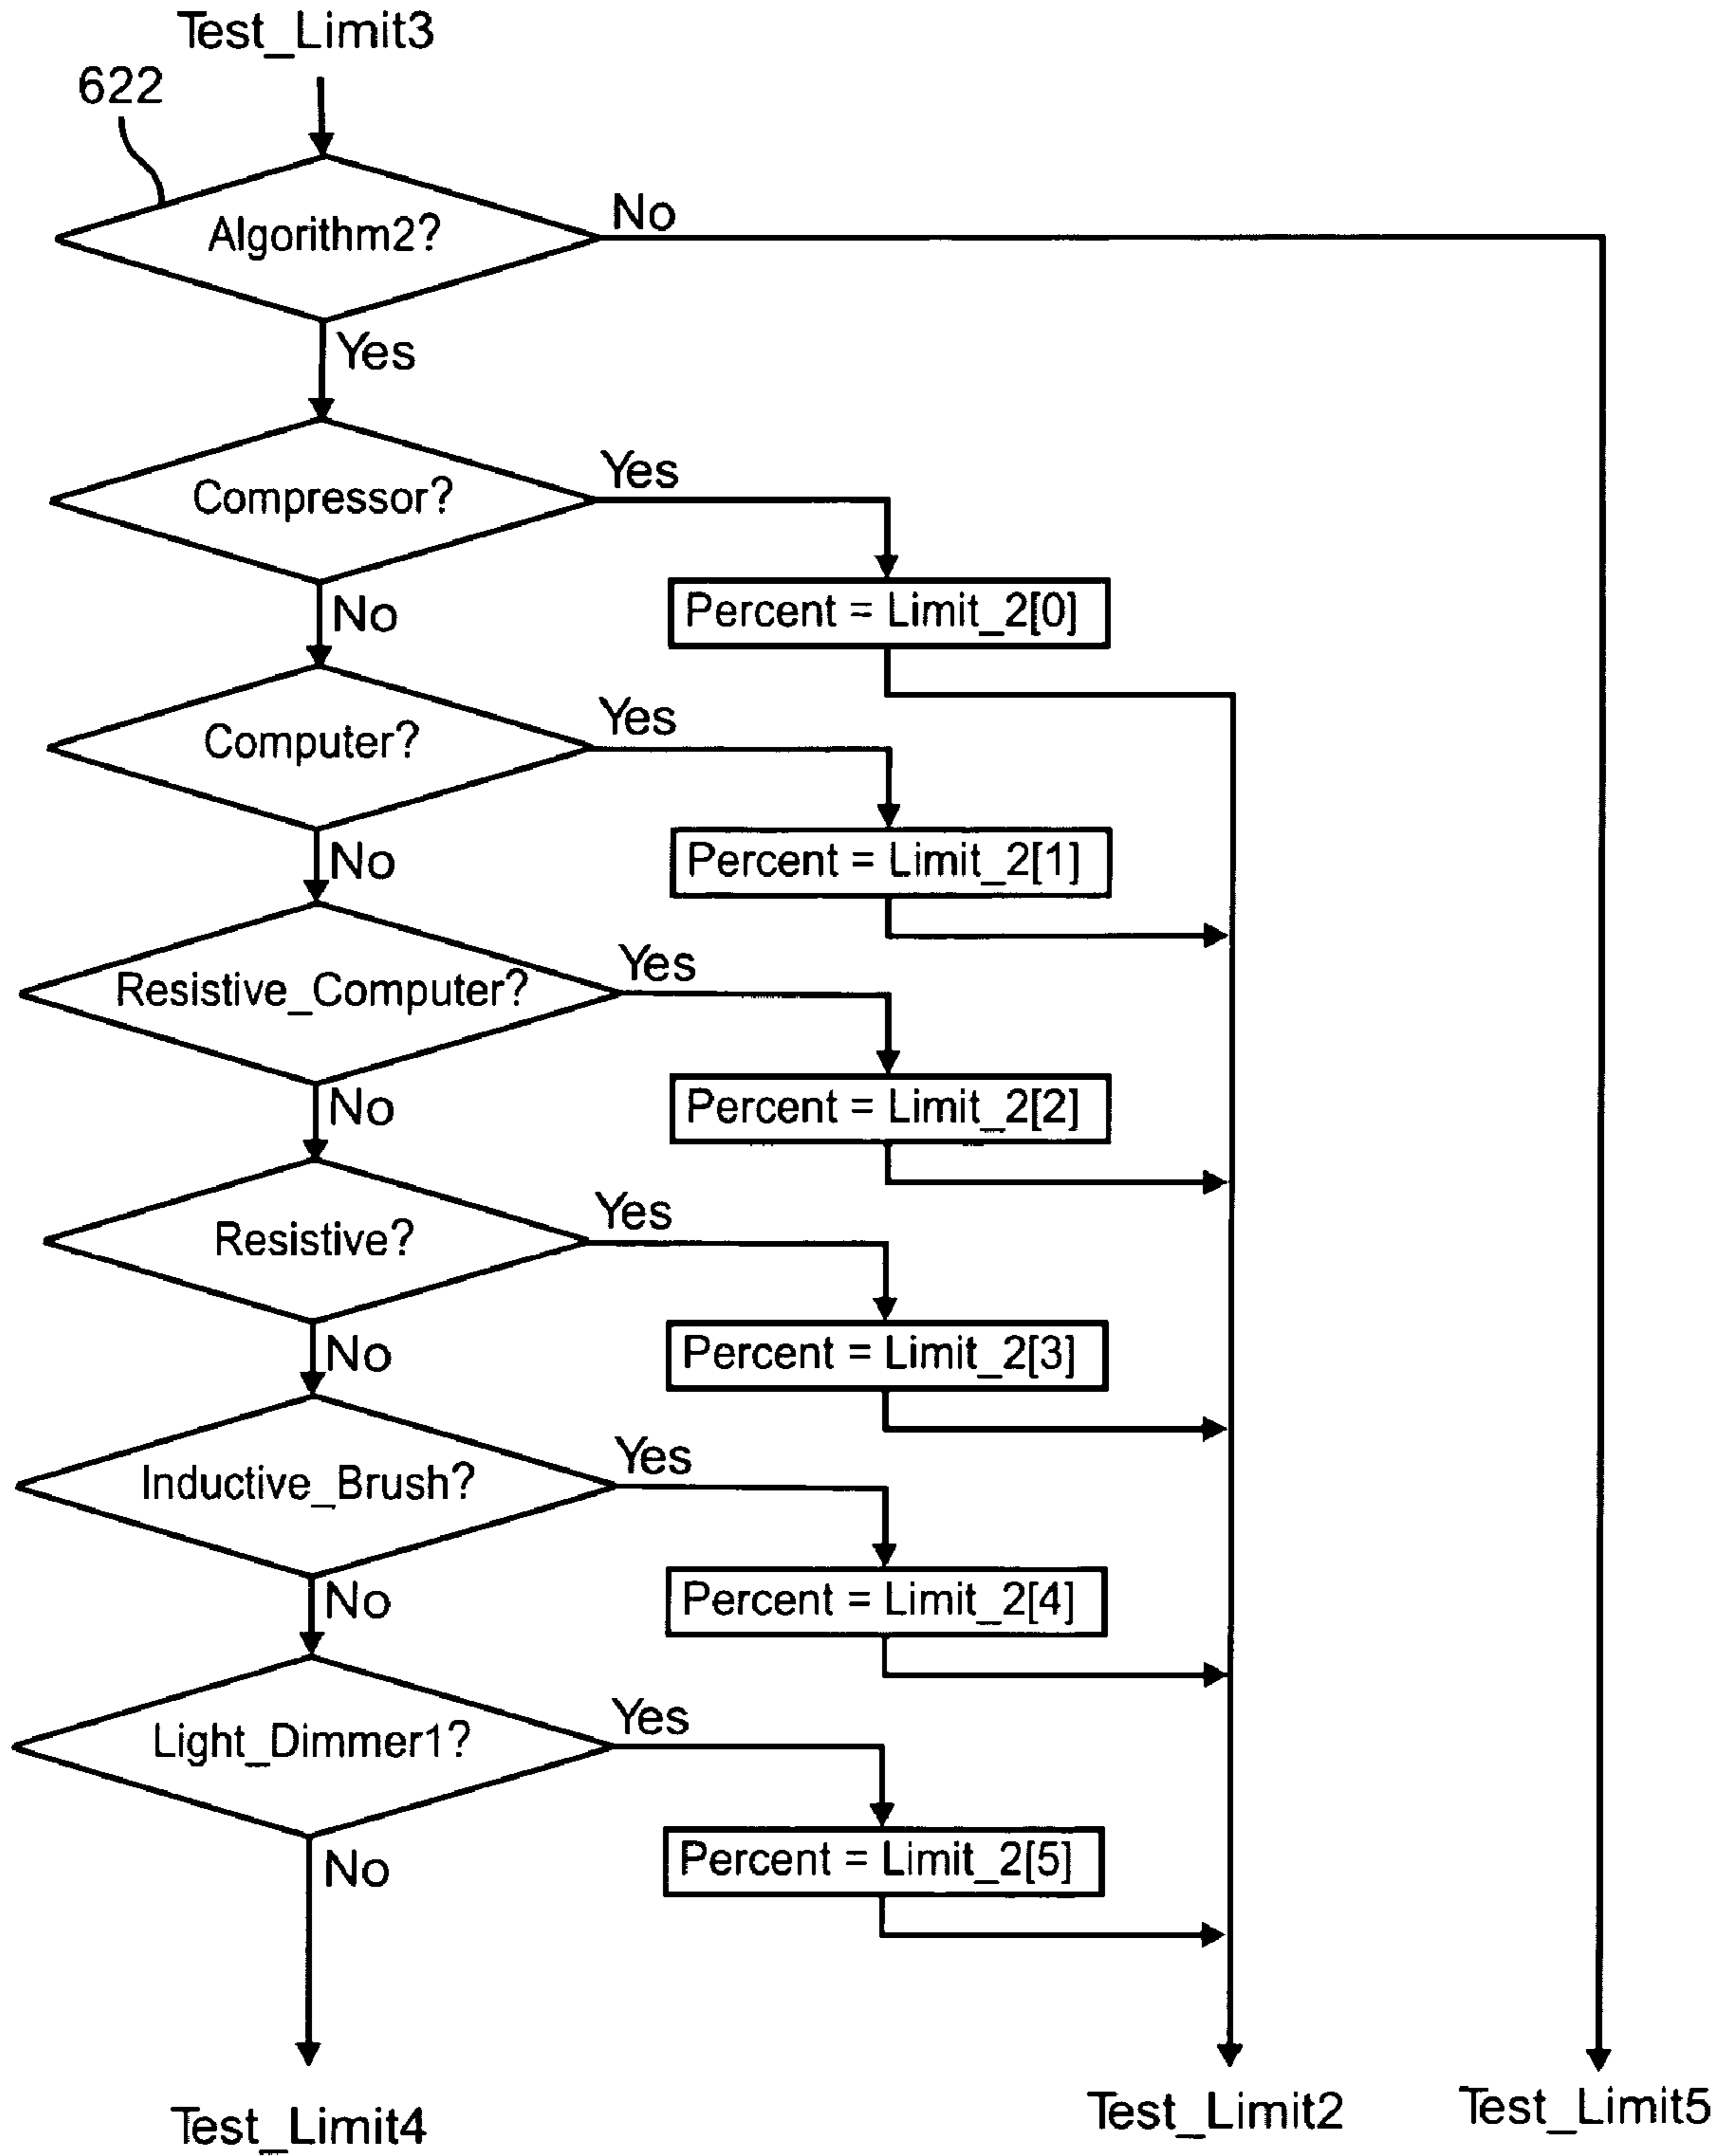 Test_Limit3
622
Algorithm2?
No
Yes
Compressor?
Yes
No
Percent = Limit_2[0]
Computer?
Yes
No
Percent = Limit_2[1]
Resistive_Computer?
Yes
No
Percent = Limit_2[2]
Resistive?
Yes
No
Percent = Limit_2[3]
Inductive_Brush?
Yes
No
Percent = Limit_2[4]
Light_Dimmer1?
Yes
No
Percent = Limit_2[5]
Test_Limit4
Test_Limit2
Test_Limit5